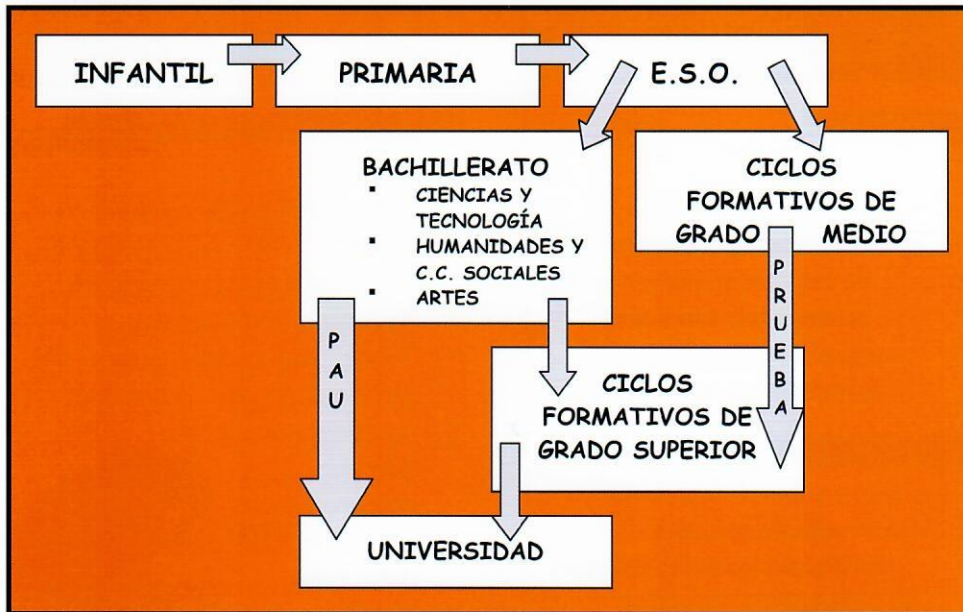 INFANTIL
PRIMARIA
E.S.O.
BACHILLERATO
▪ CIENCIAS Y
TECNOLOGÍA
▪ HUMANIDADES Y
C.C. SOCIALES
▪ ARTES
CICLOS
FORMATIVOS DE
GRADO MEDIO
PAU
PRUEBA
CICLOS
FORMATIVOS DE
GRADO SUPERIOR
UNIVERSIDAD